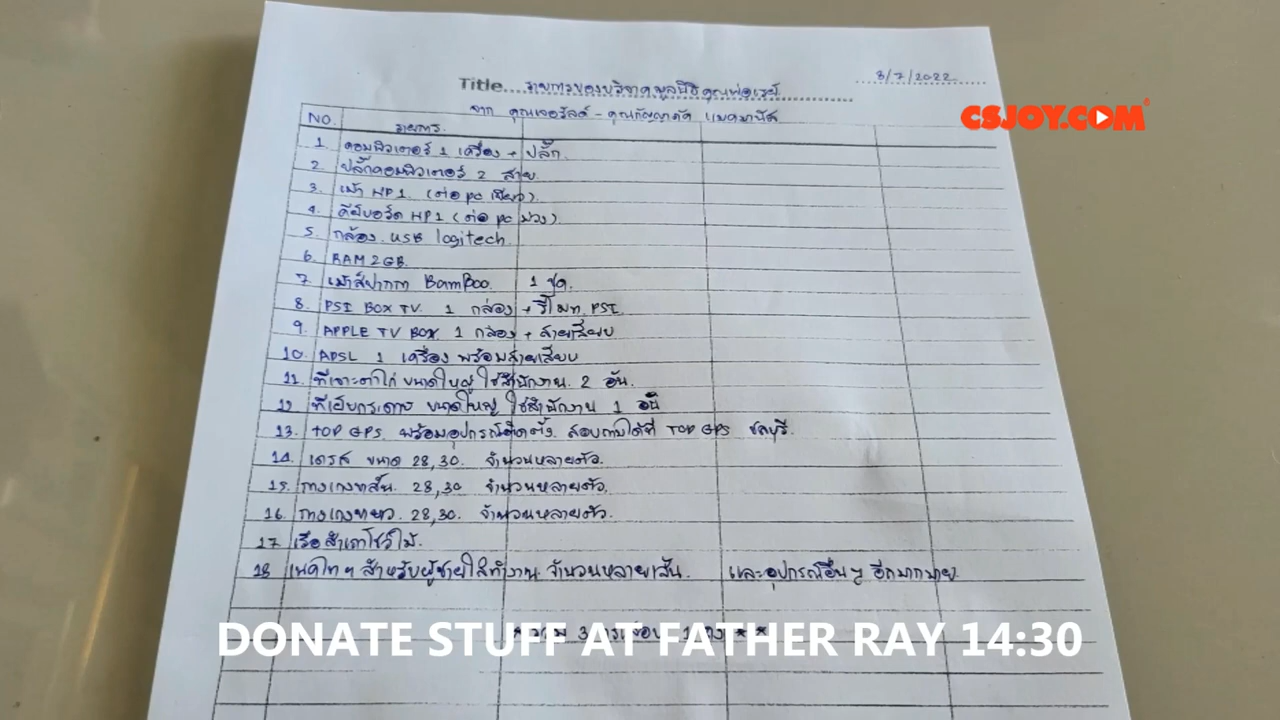 Title.... รายการของบริจาคมูลนิธิคุณพ่อเรย์
8/7/2022
จาก คุณเจอรัลด์ - คุณกัญญาภัค แมคมานัส
CSJOY.COM
NO. รายการ.
1 คอมพิวเตอร์ 1 เครื่อง + ปลั๊ก.
2. ปลั๊กคอมพิวเตอร์ 2 สาย.
3. เม้า HP 1. (ต่อ pc เขียว).
4. คีย์บอร์ด HP 1 (ต่อ pc ม่วง).
5. กล้อง. USB logitech.
6. RAM 2GB.
7. เม้าส์ปากกา BamBoo. 1 ชุด.
8. PSI BOX TV. 1 กล่อง + รีโมท PSI
9. APPLE TV BOX. 1 กล่อง + สายเสียบ
10. APSL 1 เครื่อง พร้อมสายเสียบ
11. ที่เจาะตาไก่ ขนาดใหญ่ ใช้สำนักงาน. 2 อัน.
12. ที่เย็บกระดาษ ขนาดใหญ่ ใช้สำนักงาน 1 อัน
13. TOP GPS. พร้อมอุปกรณ์ติดตั้ง. สอบถามได้ที่ TOP GPS ชลบุรี.
14. เดรส ขนาด 28,30. จำนวนหลายตัว.
15. กางเกงขาสั้น. 28,30 จำนวนหลายตัว.
16. กางเกงขายาว. 28,30. จำนวนหลายตัว.
17 เรือสำเภาโชว์ไม้.
18 เนคไทฯ สำหรับผู้ชายใส่ทำงาน. จำนวนหลายเส้น. และอุปกรณ์อื่นๆ อีกมากมาย.
DONATE STUFF AT FATHER RAY 14:30